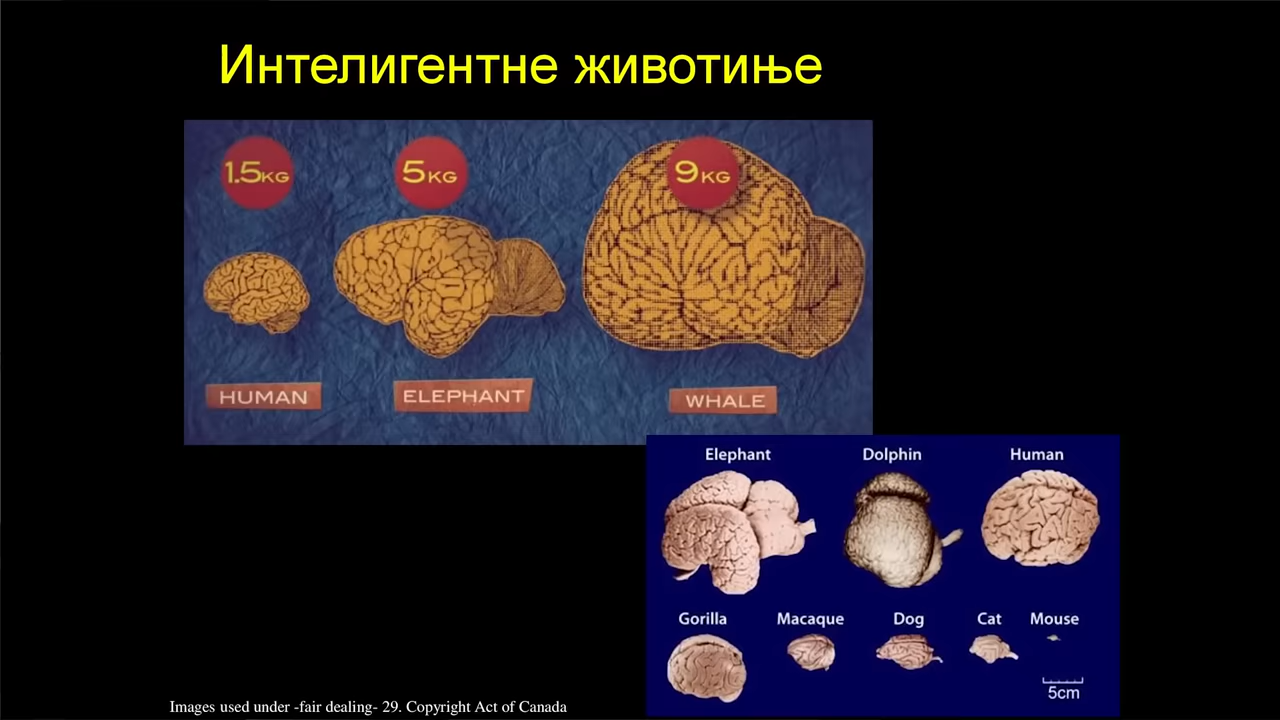 Интелигентне животиње
1.5KG 5KG 9KG
HUMAN ELEPHANT WHALE
Elephant Dolphin Human
Gorilla Macaque Dog Cat Mouse
5cm
Images used under -fair dealing- 29. Copyright Act of Canada